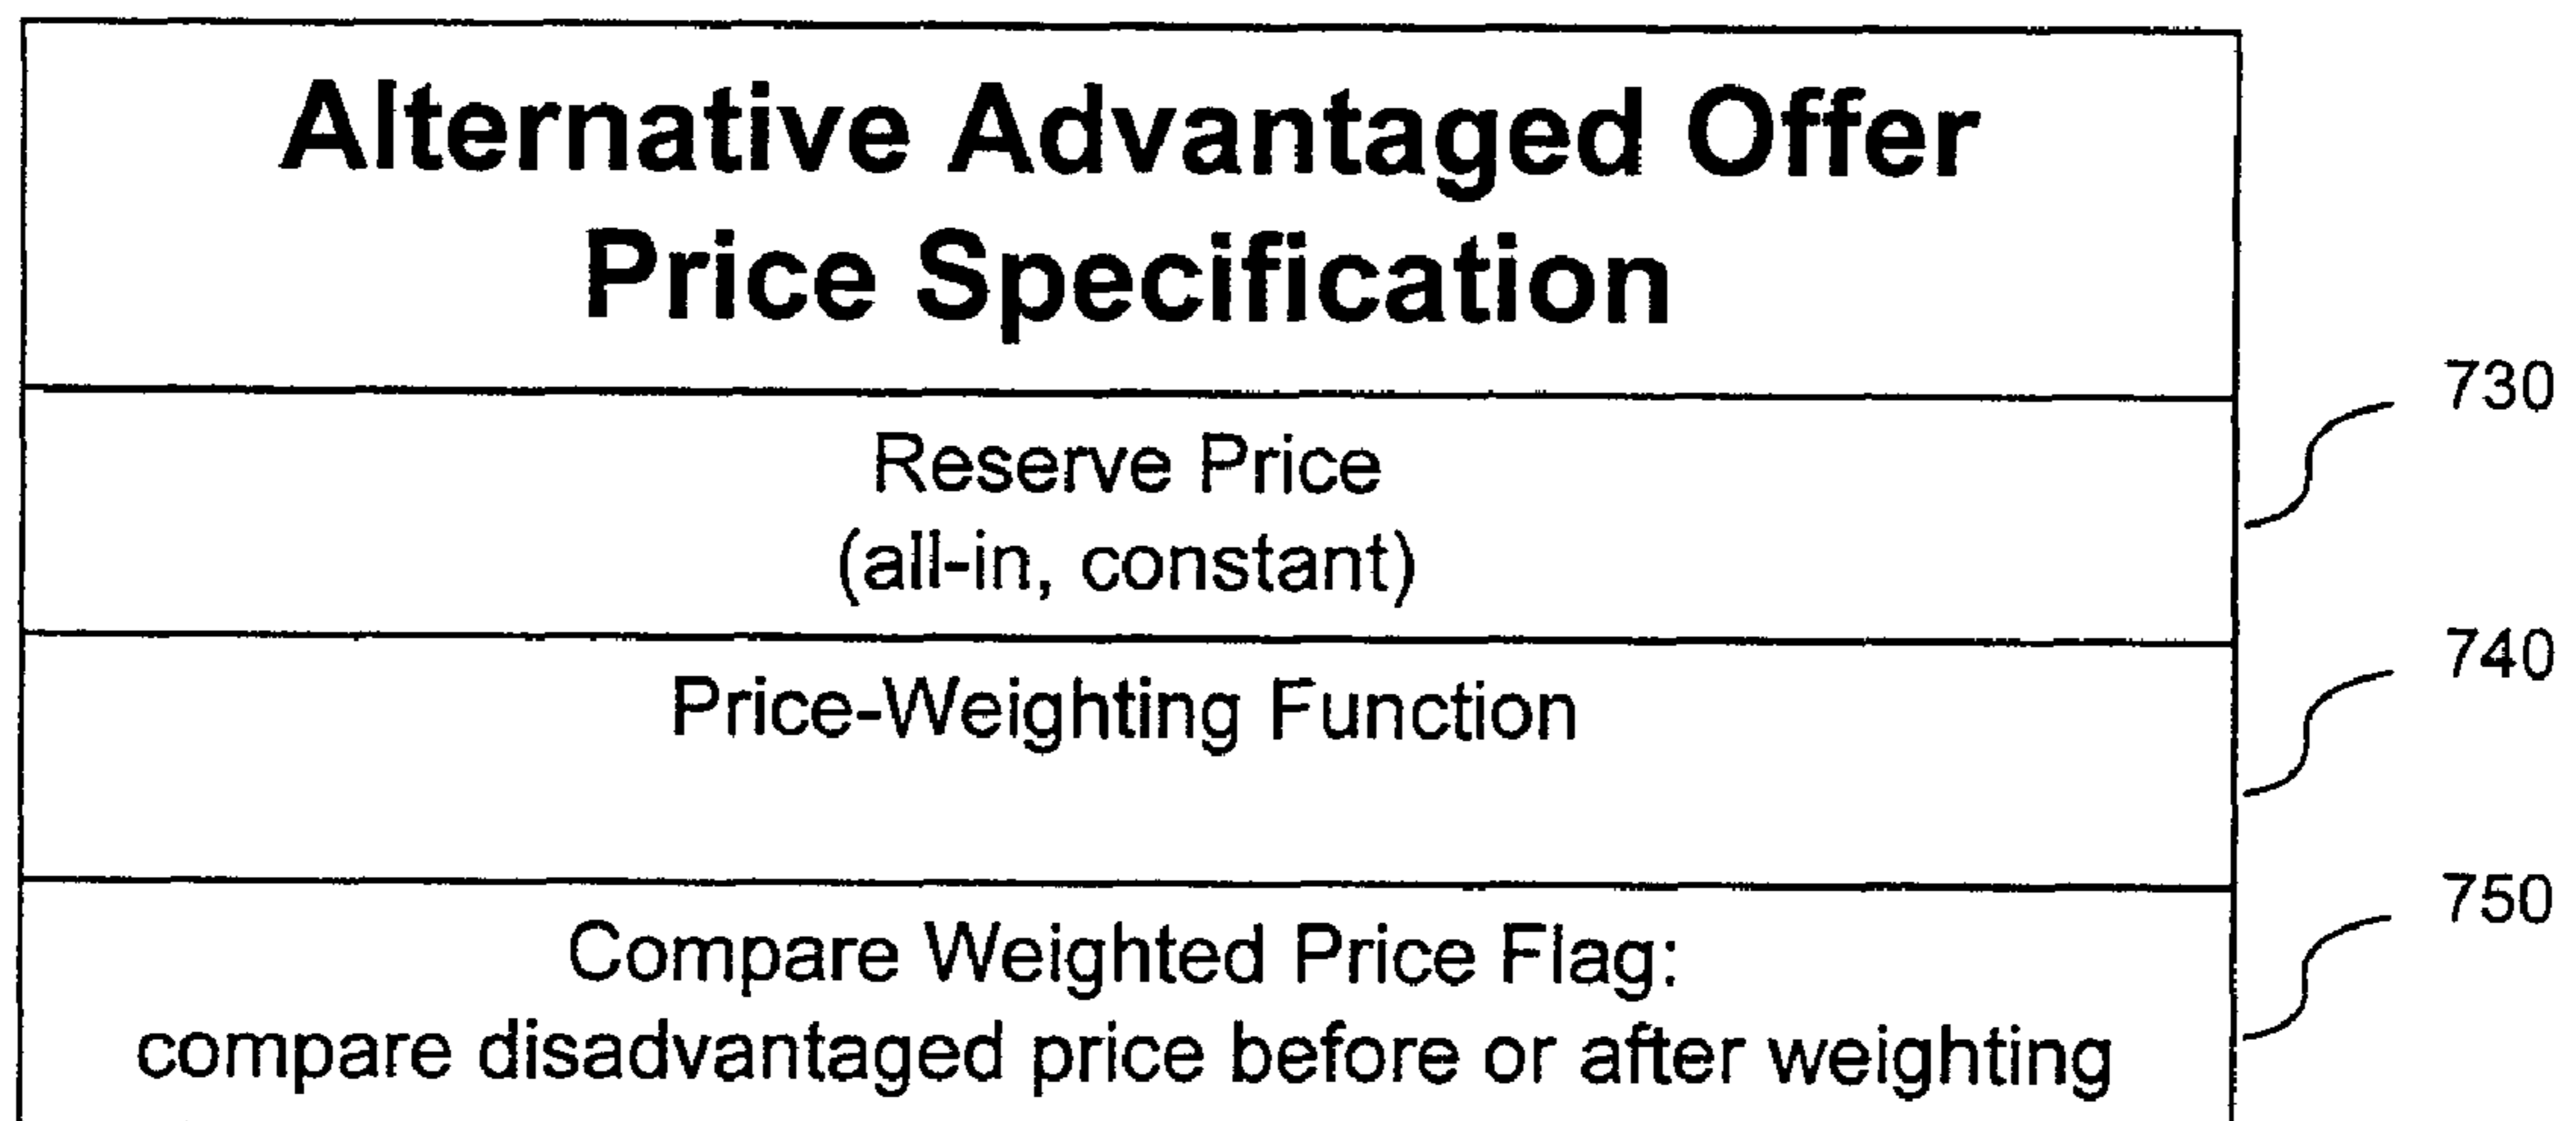 Alternative Advantaged Offer
Price Specification
730
Reserve Price
(all-in, constant)
740
Price-Weighting Function
750
Compare Weighted Price Flag:
compare disadvantaged price before or after weighting